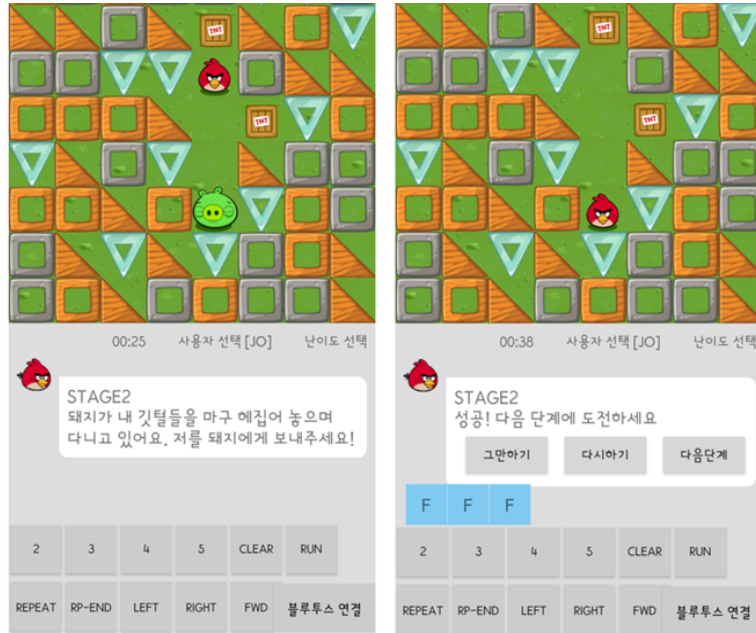 TNT
TNT
00:25 사용자 선택 [JO] 난이도 선택
STAGE2
돼지가 내 깃털들을 마구 헤집어 놓으며
다니고 있어요. 저를 돼지에게 보내주세요!
2 3 4 5 CLEAR RUN
REPEAT RP-END LEFT RIGHT FWD 블루투스 연결
TNT
TNT
00:38 사용자 선택 [JO] 난이도 선택
STAGE2
성공! 다음 단계에 도전하세요
그만하기 다시하기 다음단계
F F F
2 3 4 5 CLEAR RUN
REPEAT RP-END LEFT RIGHT FWD 블루투스 연결